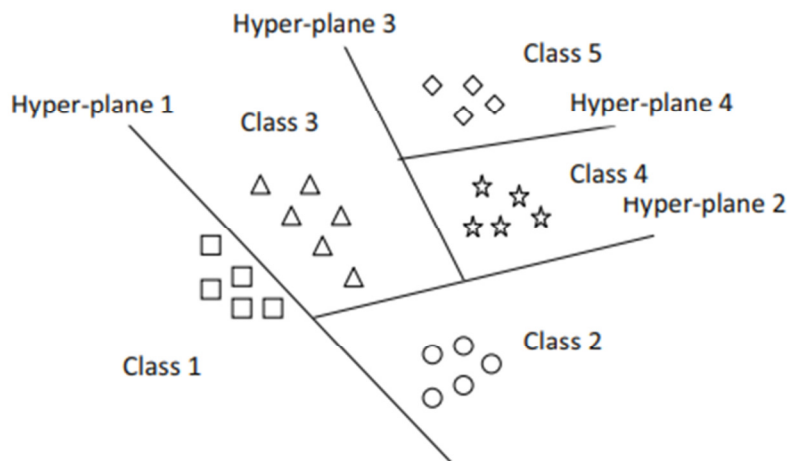 Hyper-plane 3
Class 5
Hyper-plane 1
Hyper-plane 4
Class 3
Class 4
Hyper-plane 2
Class 2
Class 1